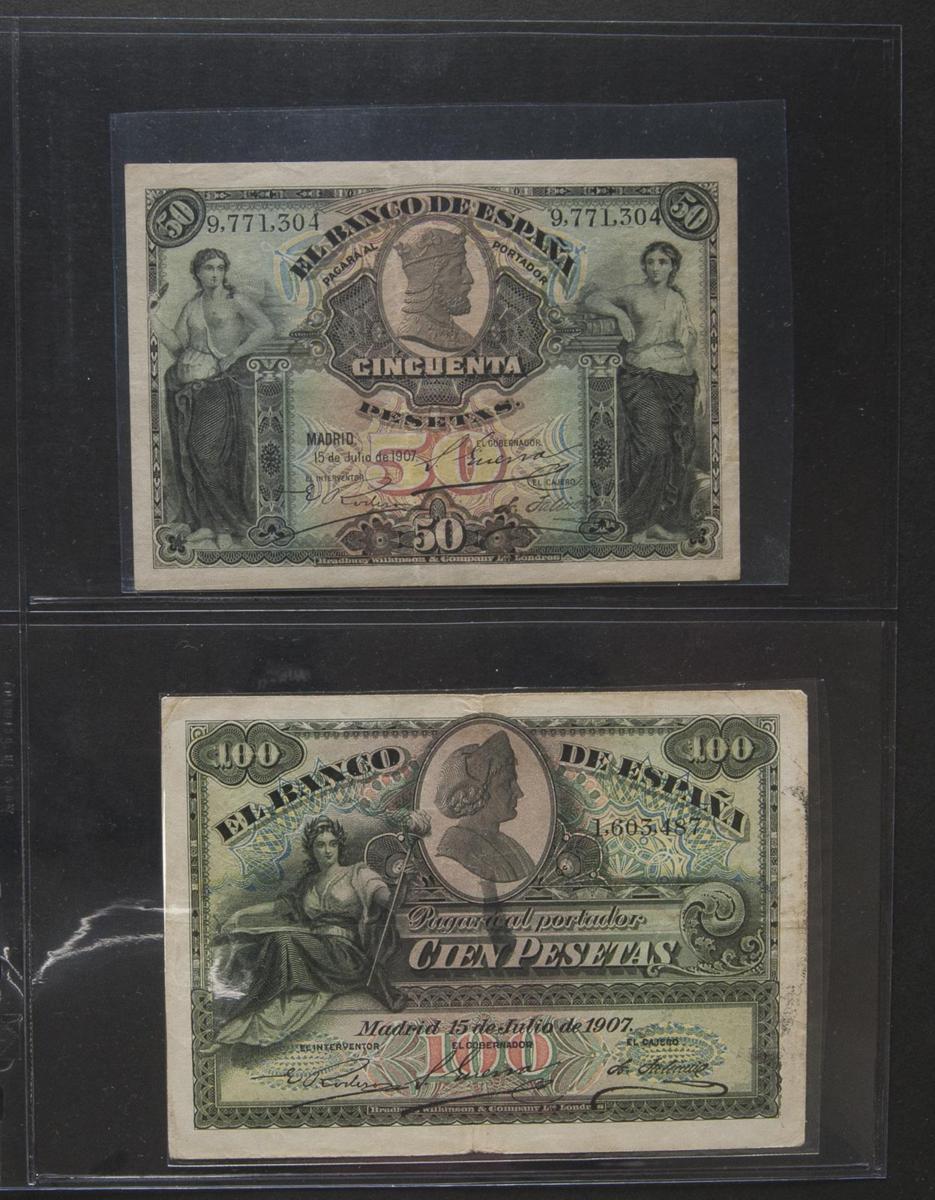 50 9,771,304 EL BANCO DE ESPAÑA 9,771,304 50
PAGARÁ AL PORTADOR
CINCUENTA
PESETAS.
50
MADRID,
15 de Julio de 1907
EL GOBERNADOR.
EL INTERVENTOR
EL CAJERO
50
Bradbury Wilkinson & Company Ld. Londres
100 EL BANCO DE ESPAÑA 100
1,603,487
Pagará al portador
CIEN PESETAS
Madrid 15 de Julio de 1907.
EL INTERVENTOR EL GOBERNADOR EL CAJERO
100
Bradbury Wilkinson & Company Ld. Londres